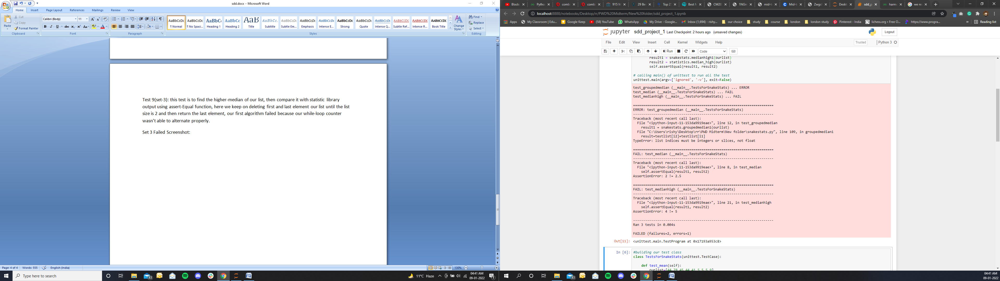 sdd.docx - Microsoft Word
Home Insert Page Layout References Mailings Review View
Paste
Cut
Copy
Format Painter
Clipboard
Calibri (Body) 11
Font
Paragraph
AaBbCcDc AaBbCcDc AaBbC AaBbCc AaB AaBbCc. AaBbCcDc AaBbCcDc AaBbCcDc AaBbCcDc AaBbCcDc AaBbCcDc AABBCCDC AABBCCDC AABBCCDC
¶ Normal ¶ No Spaci... Heading 1 Heading 2 Title Subtitle Subtle Em... Emphasis Intense E... Strong Quote Intense Q... Subtle Ref... Intense R... Book Title
Change Styles
Styles
Find
Replace
Select
Editing
Test 9(set-3): this test is to find the higher-median of our list, then compare it with statistic library
output using assert-Equal function, here we keep on deleting first and last element our list until the list
size is 2 and then return the last element, our first algorithm failed because our while-loop counter
wasn't able to alternate properly.
Set 3 Failed Screenshot:
Page: 4 of 4 Words: 555 English (India) 130%
Type here to search
33
11°C Haze
04:41 AM
09-01-2022
1
Block Pytho comb comb 915 M 29 Be Top 2 Best M CM20 1NGm mid-t Mid-t Zwgs Deskt sdd_p harm we re
localhost:8888/notebooks/Desktop/rr/PWD%20Midterm/New%20folder/sdd_project_1.ipynb
Apps My Classroom | Edu... Google Keep (58) YouTube WhatsApp My Drive - Google... Inbox (1,694) - rishy... our choice study course london london study Pinterest - India lichess.org • Free O... https://www.progra... » Reading list
jupyter sdd_project_1 Last Checkpoint: 2 hours ago (unsaved changes)
Logout
File Edit View Insert Cell Kernel Widgets Help
Trusted Python 3
Run Code
result1 = snakestats.medianhigh1(ourlist)
result2 = statistics.median_high(ourlist)
self.assertEqual(result1, result2)
# calling main() of unittest to run all the test
unittest.main(argv=['ignored', '-v'], exit=False)
test_groupedmedian (__main__.TestsForSnakeStats) ... ERROR
test_median (__main__.TestsForSnakeStats) ... FAIL
test_medianhigh (__main__.TestsForSnakeStats) ... FAIL
======================================================================
ERROR: test_groupedmedian (__main__.TestsForSnakeStats)
----------------------------------------------------------------------
Traceback (most recent call last):
File "<ipython-input-11-153da9919eae>", line 12, in test_groupedmedian
result1 = snakestats.groupedmedian1(ourlist)
File "C:\Users\rishy\Desktop\rr\PWD Midterm\New folder\snakestats.py", line 109, in groupedmedian1
result=testlist[i2]+testlist[i1]
TypeError: list indices must be integers or slices, not float
======================================================================
FAIL: test_median (__main__.TestsForSnakeStats)
----------------------------------------------------------------------
Traceback (most recent call last):
File "<ipython-input-11-153da9919eae>", line 8, in test_median
self.assertEqual(result1, result2)
AssertionError: 2 != 2.5
======================================================================
FAIL: test_medianhigh (__main__.TestsForSnakeStats)
----------------------------------------------------------------------
Traceback (most recent call last):
File "<ipython-input-11-153da9919eae>", line 21, in test_medianhigh
self.assertEqual(result1, result2)
AssertionError: 4 != 5
----------------------------------------------------------------------
Ran 3 tests in 0.004s
FAILED (failures=2, errors=1)
Out[11]: <unittest.main.TestProgram at 0x17193a953c8>
In [6]: #building our test class
class TestsForSnakeStats(unittest.TestCase):
def test_mean(self):
ourlist=[44,78,45,44,41,5,5,5,9]
33
04:41 AM
09-01-2022